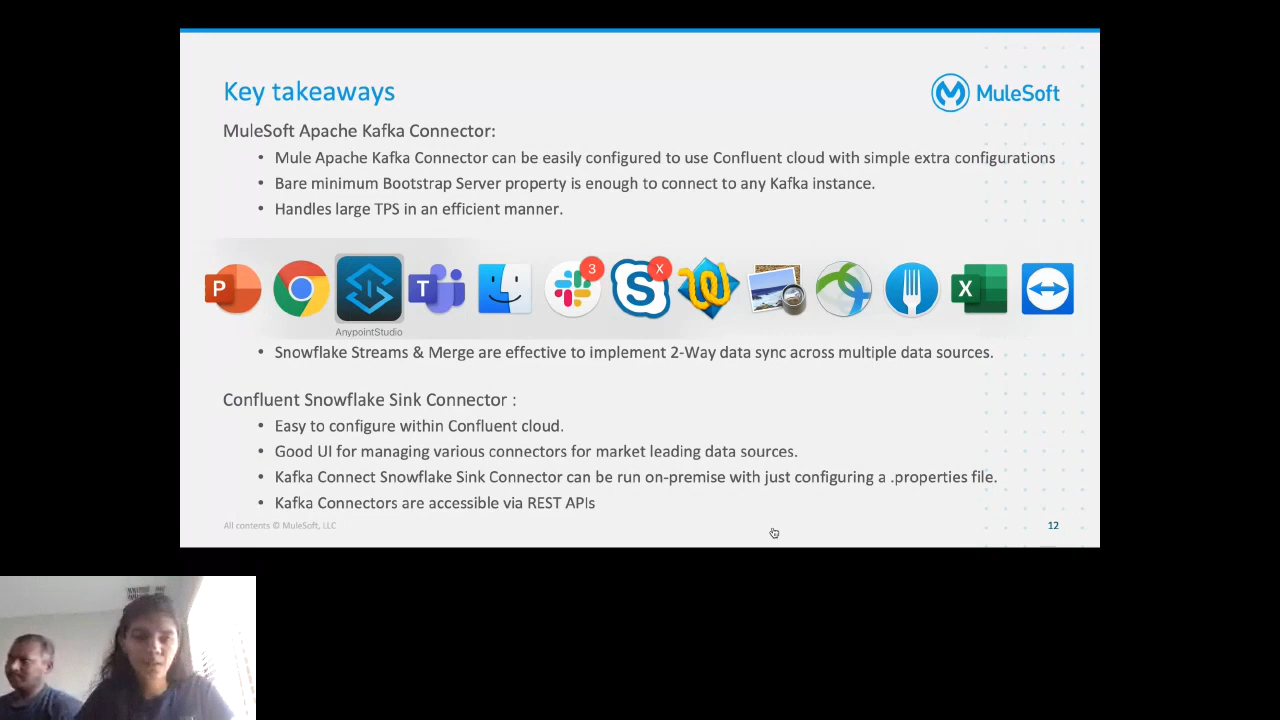 Key takeaways
MuleSoft
MuleSoft Apache Kafka Connector:
• Mule Apache Kafka Connector can be easily configured to use Confluent cloud with simple extra configurations
• Bare minimum Bootstrap Server property is enough to connect to any Kafka instance.
• Handles large TPS in an efficient manner.
P
T
3
S
X
X
AnypointStudio
• Snowflake Streams & Merge are effective to implement 2-Way data sync across multiple data sources.
Confluent Snowflake Sink Connector :
• Easy to configure within Confluent cloud.
• Good UI for managing various connectors for market leading data sources.
• Kafka Connect Snowflake Sink Connector can be run on-premise with just configuring a .properties file.
• Kafka Connectors are accessible via REST APIs
All contents © MuleSoft, LLC
12